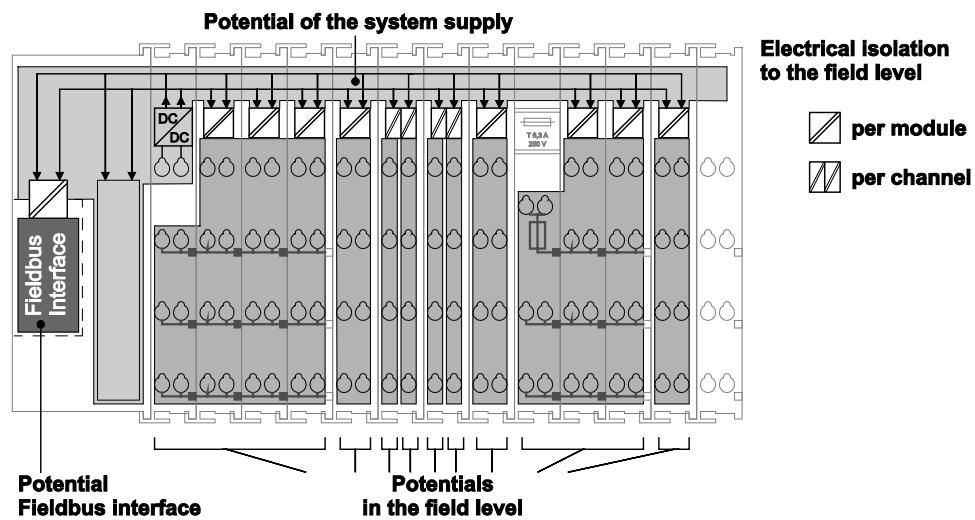 Potential of the system supply
Electrical isolation
to the field level
per module
per channel
DC
DC
T 6,3 A
250 V
Fieldbus
Interface
Potential
Fieldbus interface
Potentials
in the field level